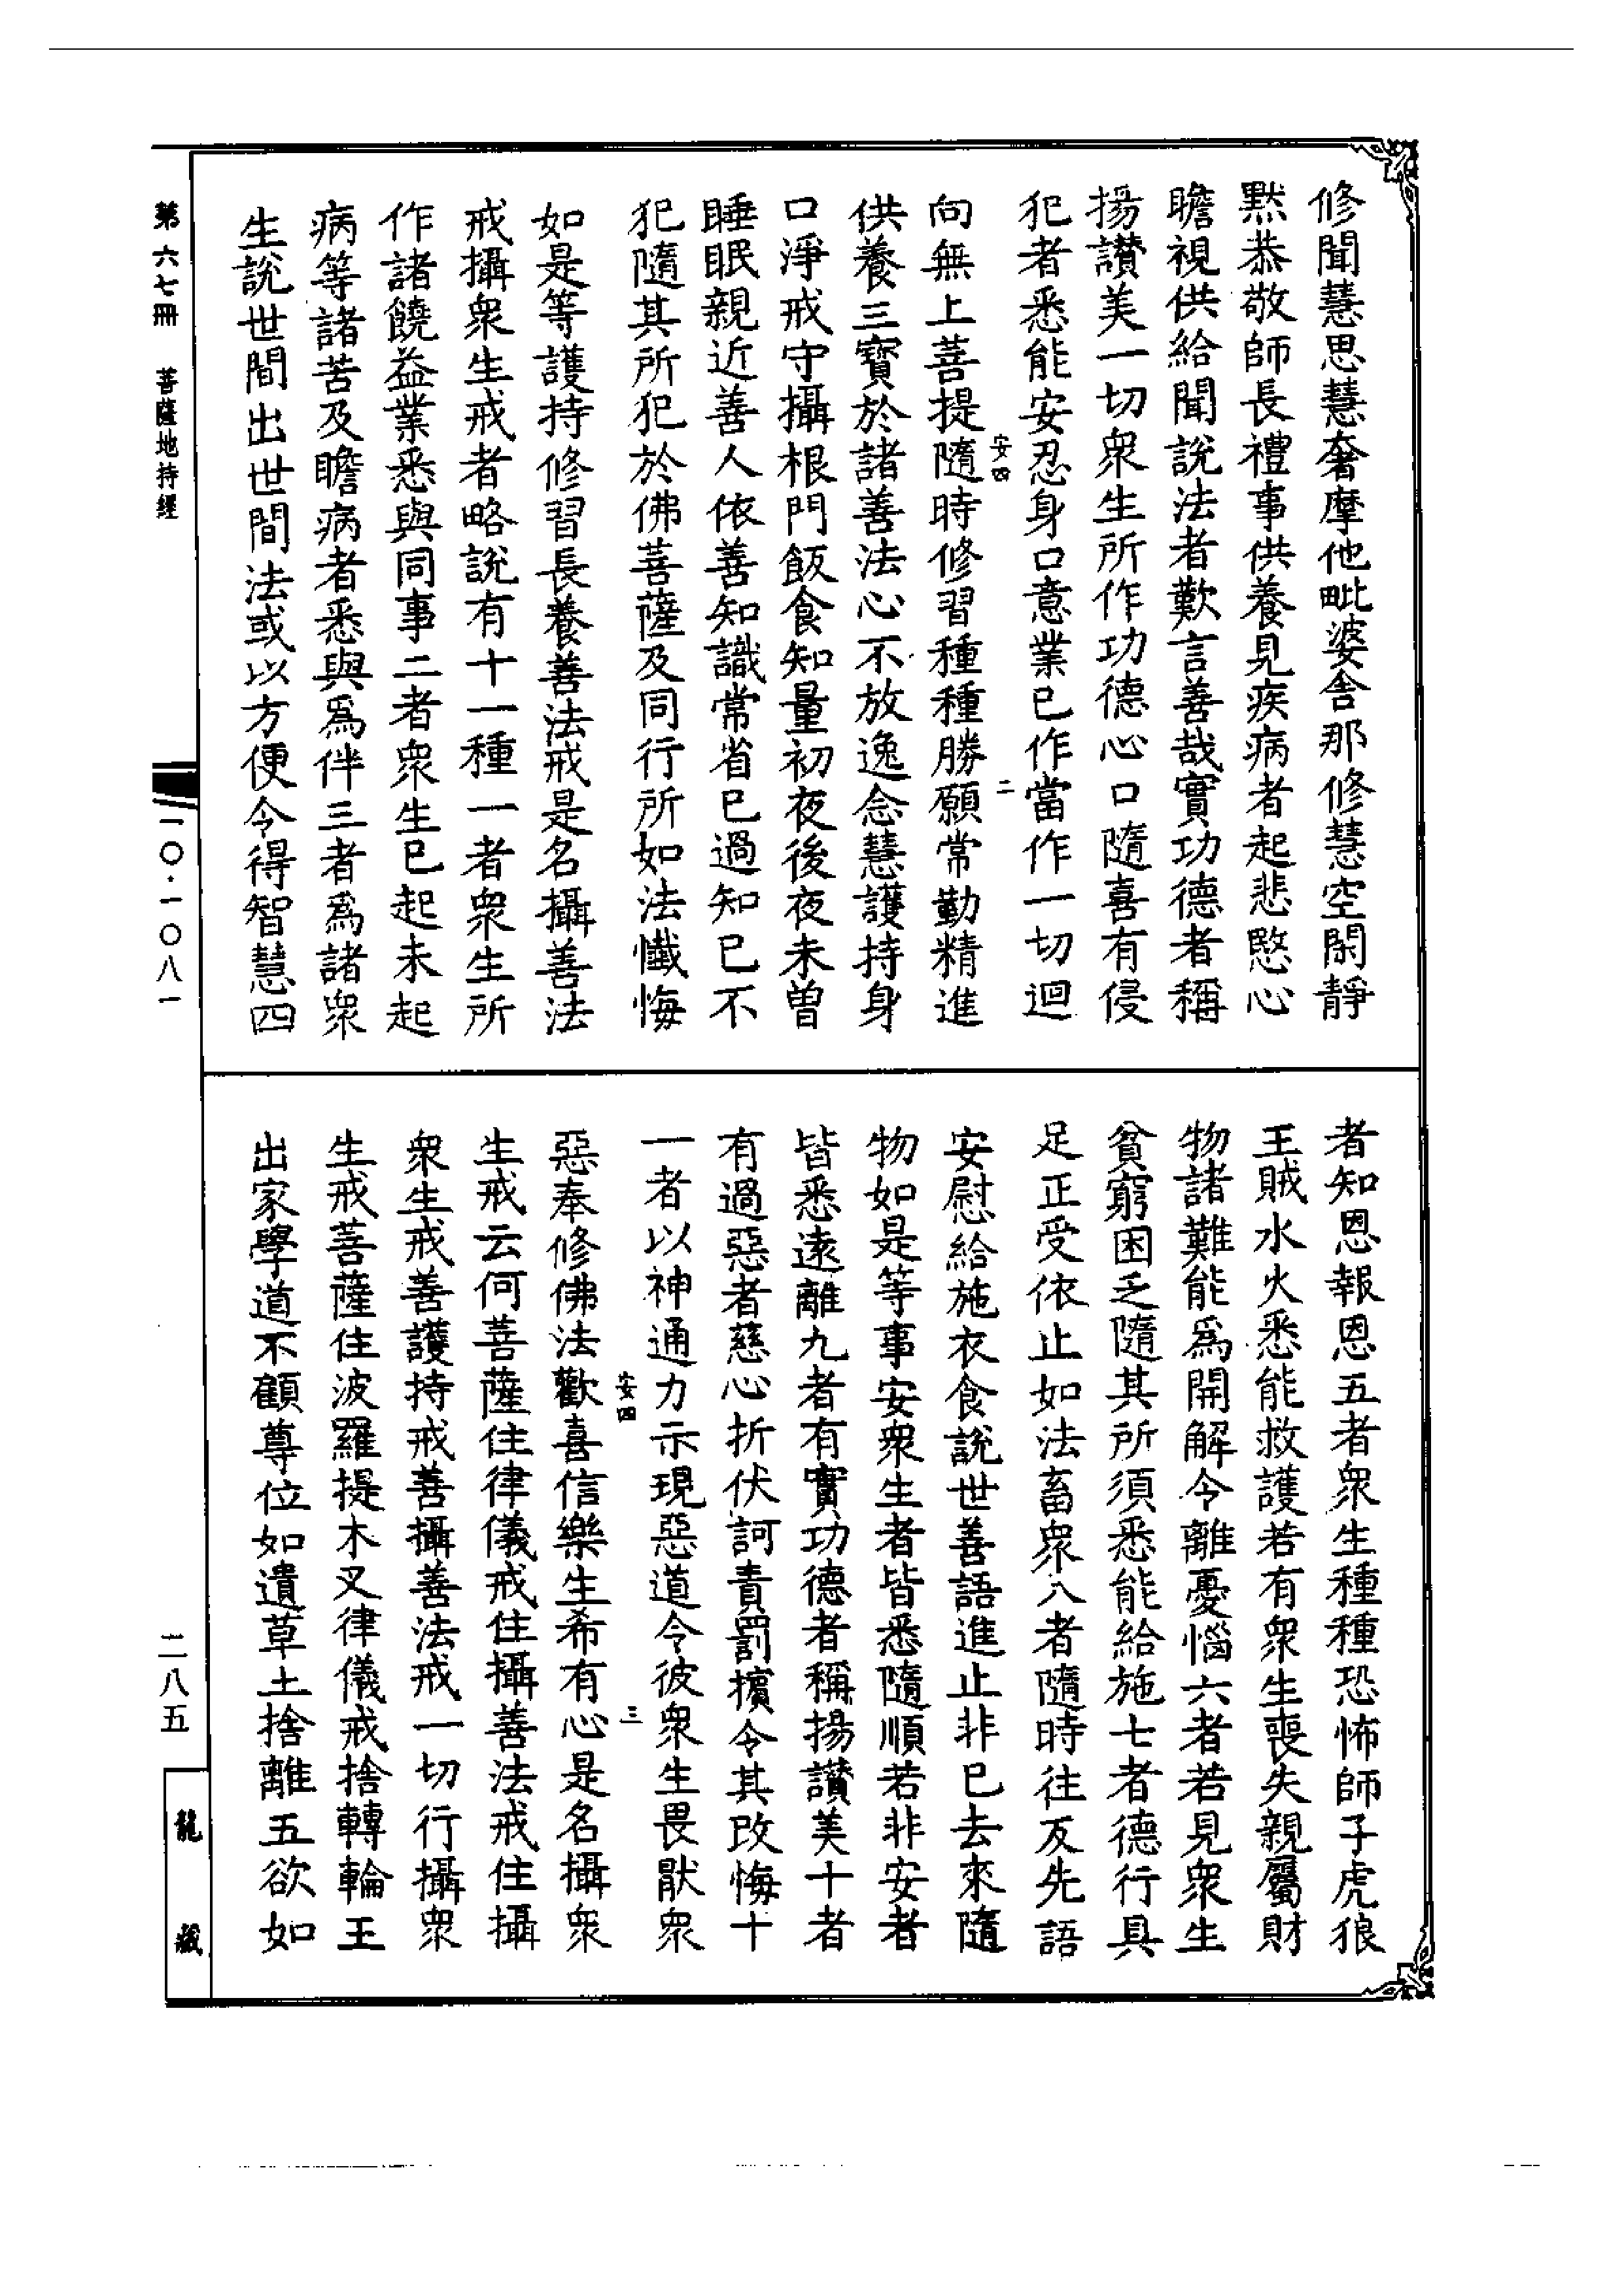 修聞慧思慧奢摩他毗婆舍那修慧空閑靜
默恭敬師長禮事供養見疾病者起悲愍心
瞻視供給聞說法者歎言善哉實功德者稱
揚讃美一切衆生所作功德心口隨喜有侵
犯者悉能安忍身口意業已作當作一切迴
安四
二
向無上菩提隨時修習種種勝願常勤精進
供養三寶於諸善法心不放逸念慧護持身
口淨戒守攝根門飯食知量初夜後夜未曾
睡眠親近善人依善知識常省已過知已不
犯隨其所犯於佛菩薩及同行所如法懺悔
如是等護持修習長養善法戒是名攝善法
戒攝衆生戒者略說有十一種一者衆生所
作諸饒益業悉與同事二者衆生已起未起
病等諸苦及瞻病者悉與爲伴三者爲諸衆
生說世間出世間法或以方便令得智慧四
者知恩報恩五者衆生種種恐怖師子虎狼
王賊水火悉能救護若有衆生喪失親屬財
物諸難能爲開解令離憂惱六者若見衆生
貧窮困乏隨其所須悉能給施七者德行具
足正受依止如法畜衆八者隨時往反先語
安慰給施衣食說世善語進止非已去來隨
物如是等事安衆生者皆悉隨順若非安者
皆悉遠離九者有實功德者稱揚讃美十者
有過惡者慈心折伏訶責罰擯令其改悔十
一者以神通力示現惡道令彼衆生畏猒衆
安四
三
惡奉修佛法歡喜信樂生希有心是名攝衆
生戒云何菩薩住律儀戒住攝善法戒住攝
衆生戒善護持戒善攝善法戒一切行攝衆
生戒菩薩住波羅提木叉律儀戒捨轉輪王
出家學道不顧尊位如遺草土捨離五欲如
第六七冊　菩薩地持經
一〇·一〇八一
二八五
龍藏